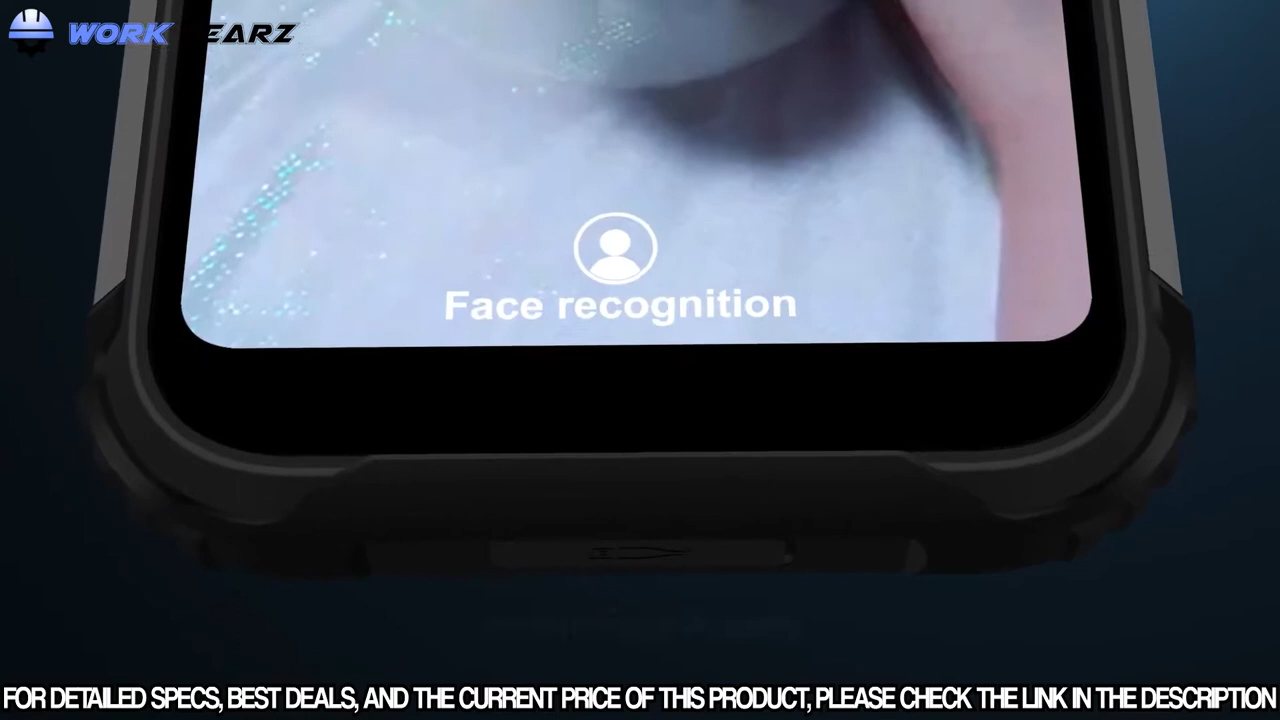 WORK EARZ
Face recognition
FOR DETAILED SPECS, BEST DEALS, AND THE CURRENT PRICE OF THIS PRODUCT, PLEASE CHECK THE LINK IN THE DESCRIPTION